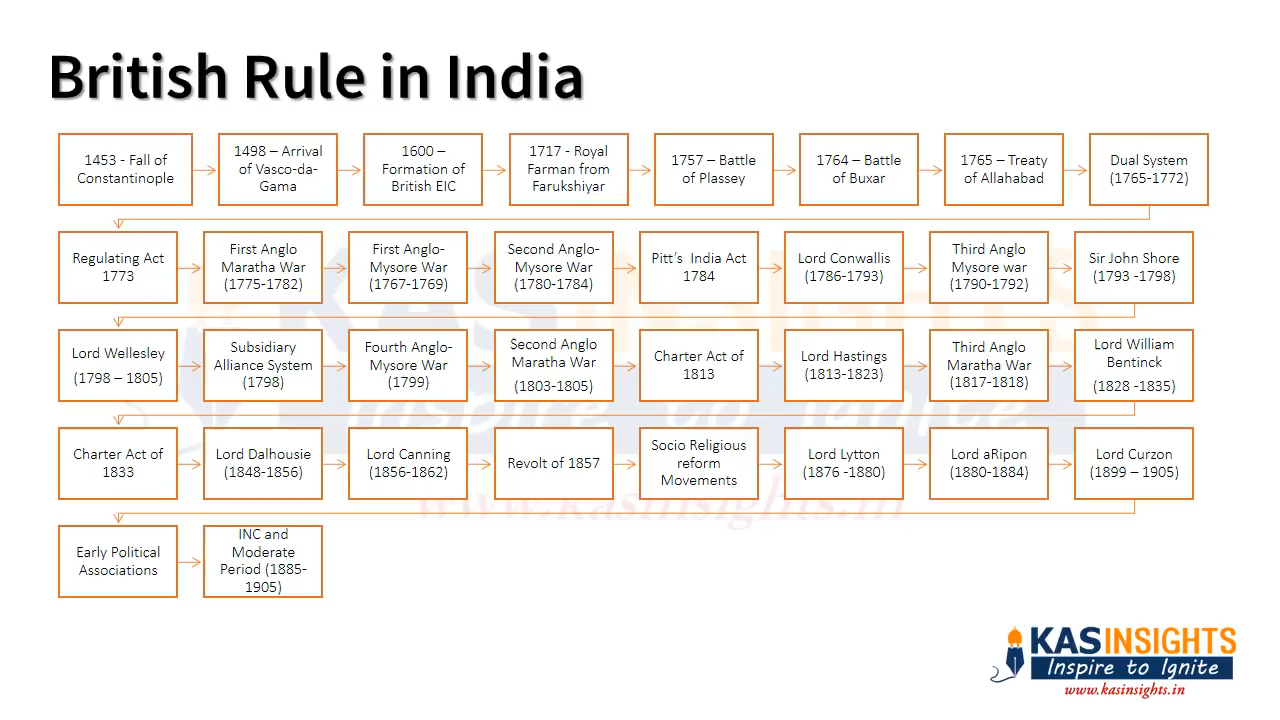 British Rule in India
1453 - Fall of
Constantinople
1498 – Arrival
of Vasco-da-
Gama
1600 –
Formation of
British EIC
1717 - Royal
Farman from
Farukshiyar
1757 – Battle
of Plassey
1764 – Battle
of Buxar
1765 – Treaty
of Allahabad
Dual System
(1765-1772)
Regulating Act
1773
First Anglo
Maratha War
(1775-1782)
First Anglo-
Mysore War
(1767-1769)
Second Anglo-
Mysore War
(1780-1784)
Pitt's India Act
1784
Lord Conwallis
(1786-1793)
Third Anglo
Mysore war
(1790-1792)
Sir John Shore
(1793 -1798)
Lord Wellesley
(1798 – 1805)
Subsidiary
Alliance System
(1798)
Fourth Anglo-
Mysore War
(1799)
Second Anglo
Maratha War
(1803-1805)
Charter Act of
1813
Lord Hastings
(1813-1823)
Third Anglo
Maratha War
(1817-1818)
Lord William
Bentinck
(1828 -1835)
Charter Act of
1833
Lord Dalhousie
(1848-1856)
Lord Canning
(1856-1862)
Revolt of 1857
Socio Religious
reform
Movements
Lord Lytton
(1876 -1880)
Lord aRipon
(1880-1884)
Lord Curzon
(1899 – 1905)
Early Political
Associations
INC and
Moderate
Period (1885-
1905)
KASINSIGHTS
Inspire to Ignite
www.kasinsights.in
KASINSIGHTS
Inspire to Ignite
www.kasinsights.in